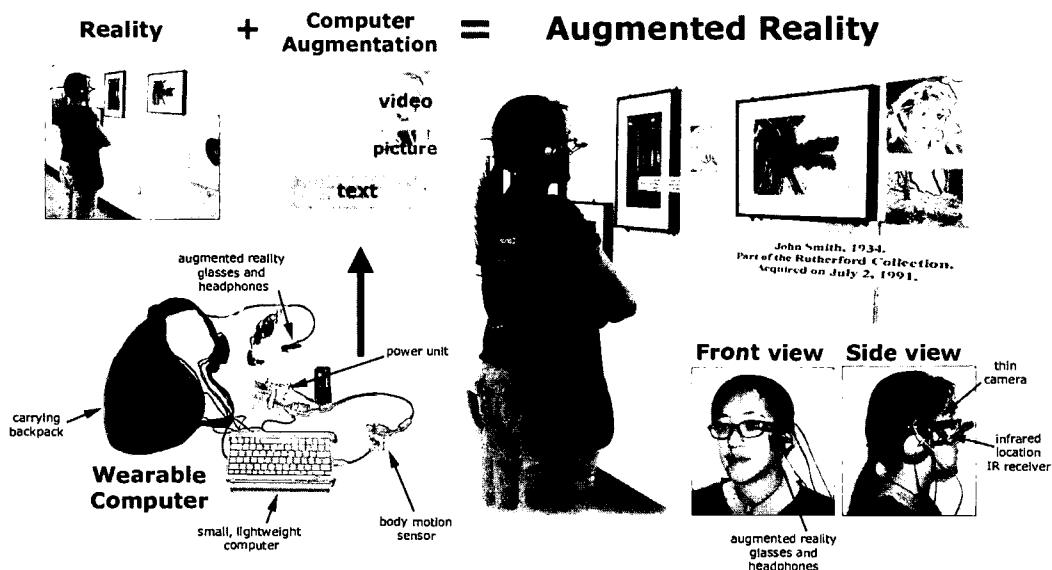 Reality
+
Computer
Augmentation
=
Augmented Reality
video
picture
text
John Smith, 1934.
Part of the Rutherford Collection.
Acquired on July 2, 1991.
augmented reality
glasses and
headphones
power unit
carrying
backpack
Wearable
Computer
small, lightweight
computer
body motion
sensor
Front view
Side view
thin
camera
infrared
location
IR receiver
augmented reality
glasses and
headphones